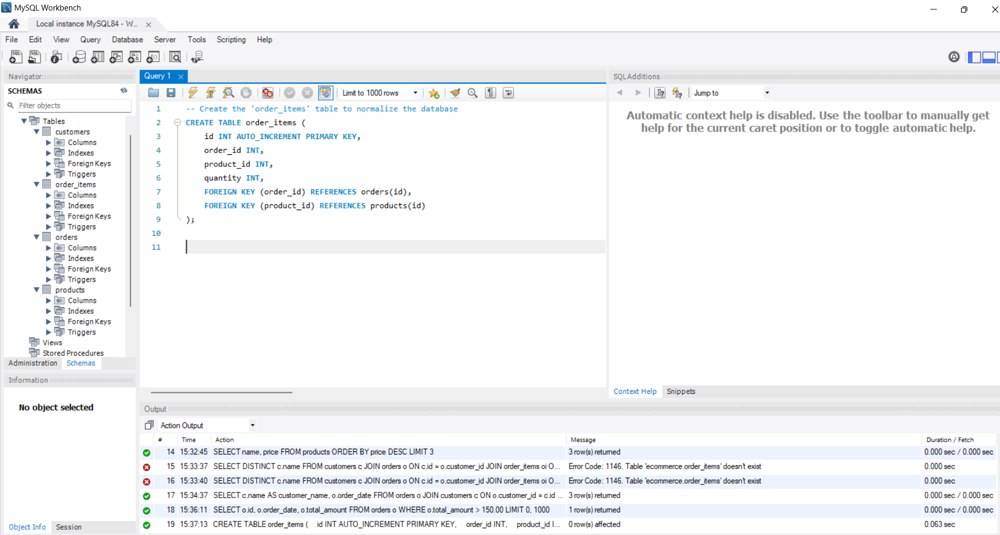 MySQL Workbench
Local instance MySQL84 - W...
File Edit View Query Database Server Tools Scripting Help
Navigator
SCHEMAS
Filter objects
Tables
customers
Columns
Indexes
Foreign Keys
Triggers
order_items
Columns
Indexes
Foreign Keys
Triggers
orders
Columns
Indexes
Foreign Keys
Triggers
products
Columns
Indexes
Foreign Keys
Triggers
Views
Stored Procedures
Administration Schemas
Information
No object selected
Object Info Session
Query 1
Limit to 1000 rows
1 -- Create the 'order_items' table to normalize the database
2 CREATE TABLE order_items (
3 id INT AUTO_INCREMENT PRIMARY KEY,
4 order_id INT,
5 product_id INT,
6 quantity INT,
7 FOREIGN KEY (order_id) REFERENCES orders(id),
8 FOREIGN KEY (product_id) REFERENCES products(id)
9 );
10
11
SQLAdditions
Jump to
Automatic context help is disabled. Use the toolbar to manually get
help for the current caret position or to toggle automatic help.
Context Help Snippets
Output
Action Output
# Time Action Message Duration / Fetch
14 15:32:45 SELECT name, price FROM products ORDER BY price DESC LIMIT 3 3 row(s) returned 0.000 sec / 0.000 sec
15 15:33:37 SELECT DISTINCT c.name FROM customers c JOIN orders o ON c.id = o.customer_id JOIN order_items oi O... Error Code: 1146. Table 'ecommerce.order_items' doesn't exist 0.000 sec
16 15:33:40 SELECT DISTINCT c.name FROM customers c JOIN orders o ON c.id = o.customer_id JOIN order_items oi O... Error Code: 1146. Table 'ecommerce.order_items' doesn't exist 0.000 sec
17 15:34:37 SELECT c.name AS customer_name, o.order_date FROM orders o JOIN customers c ON o.customer_id = c.id ... 3 row(s) returned 0.000 sec / 0.000 sec
18 15:36:11 SELECT o.id, o.order_date, o.total_amount FROM orders o WHERE o.total_amount > 150.00 LIMIT 0, 1000 1 row(s) returned 0.000 sec / 0.000 sec
19 15:37:13 CREATE TABLE order_items ( id INT AUTO_INCREMENT PRIMARY KEY, order_id INT, product_id I... 0 row(s) affected 0.063 sec